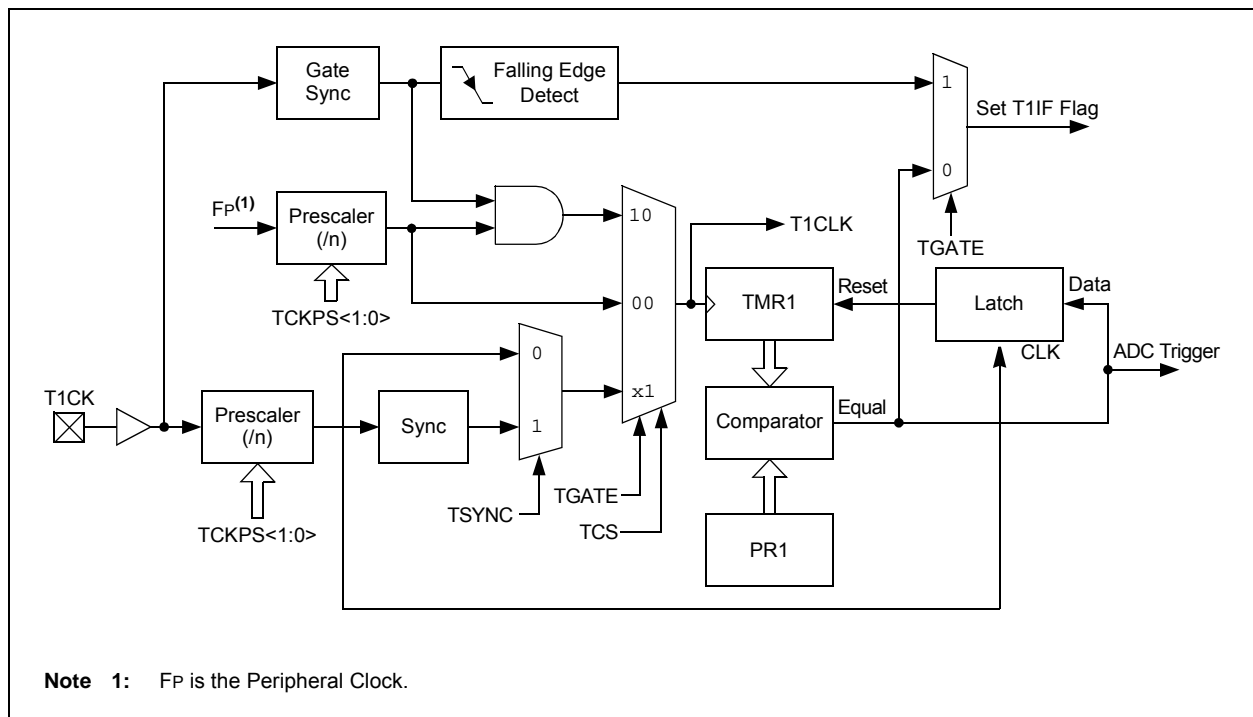 Gate
Sync
Falling Edge
Detect
1
Set T1IF Flag
0
TGATE
FP(1)
Prescaler
(/n)
TCKPS<1:0>
10
00
x1
T1CLK
TMR1
Reset
Latch
Data
CLK
ADC Trigger
T1CK
Prescaler
(/n)
TCKPS<1:0>
Sync
0
1
TSYNC
TGATE
TCS
Comparator
Equal
PR1
Note 1: FP is the Peripheral Clock.